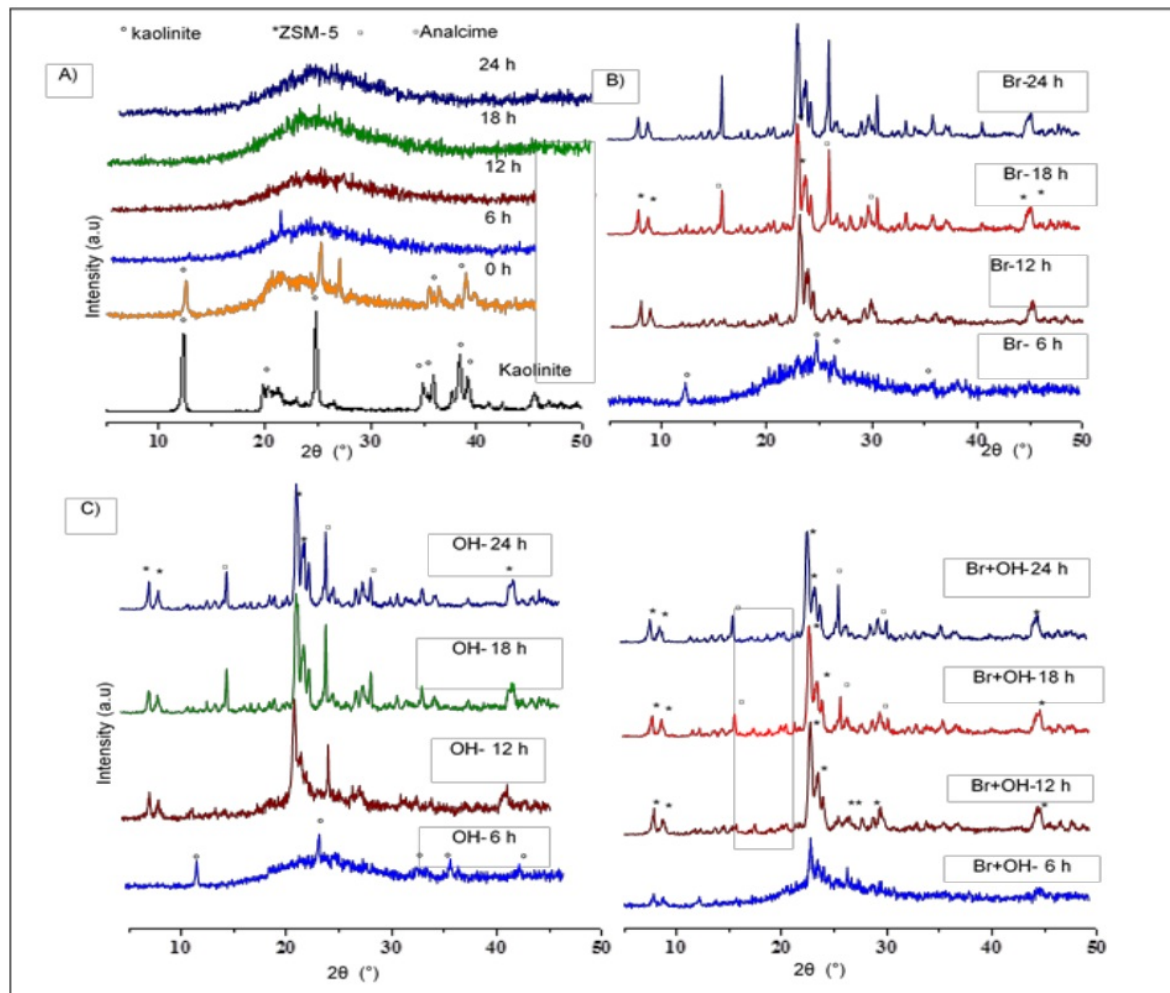 ° kaolinite *ZSM-5 ▫ ◦Analcime
A)
24 h
18 h
12 h
6 h
0 h
Kaolinite
Intensity (a.u)
10 20 30 40 50
2θ (°)
B)
Br-24 h
Br-18 h
Br-12 h
Br- 6 h
10 20 30 40 50
2θ (°)
C)
OH- 24 h
OH- 18 h
OH- 12 h
OH-6 h
Intensity (a.u)
10 20 30 40 50
2θ (°)
Br+OH-24 h
Br+OH-18 h
Br+OH-12 h
Br+OH- 6 h
10 20 30 40 50
2θ (°)